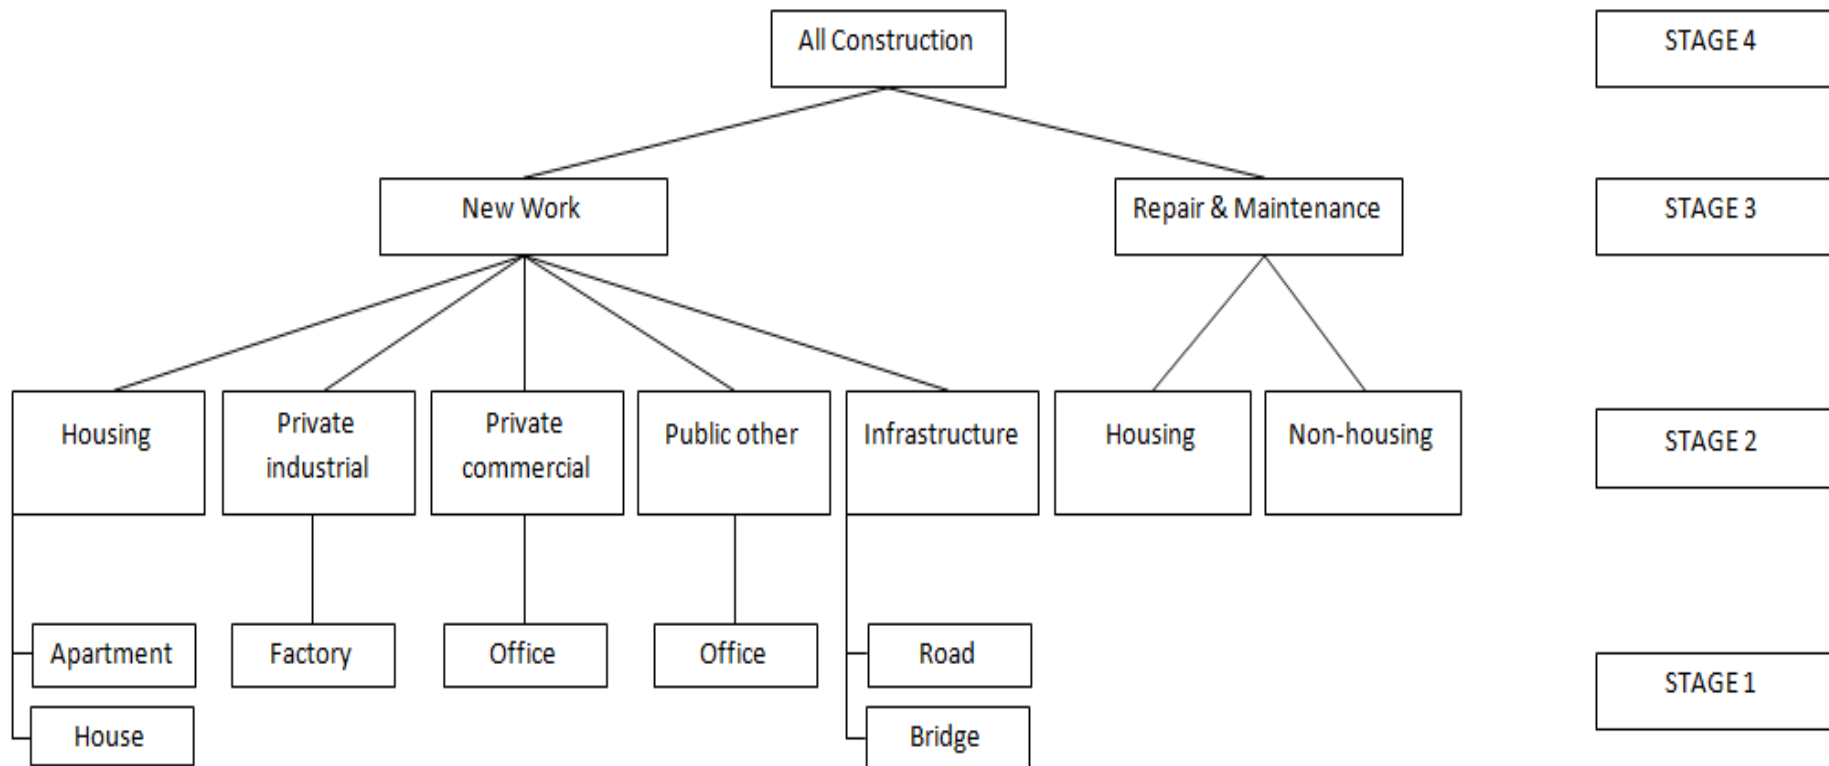 All Construction
STAGE 4
New Work
Repair & Maintenance
STAGE 3
Housing
Private
industrial
Private
commercial
Public other
Infrastructure
Housing
Non-housing
STAGE 2
Apartment
Factory
Office
Office
Road
STAGE 1
House
Bridge